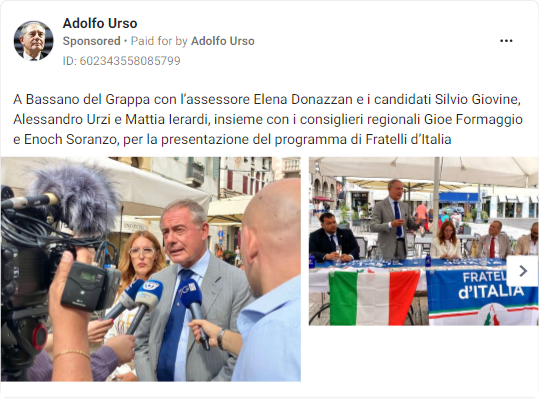 Adolfo Urso
Sponsored • Paid for by Adolfo Urso
ID: 602343558085799
A Bassano del Grappa con l'assessore Elena Donazzan e i candidati Silvio Giovine,
Alessandro Urzi e Mattia Ierardi, insieme con i consiglieri regionali Gioe Formaggio
e Enoch Soranzo, per la presentazione del programma di Fratelli d'Italia
FRATEL
d'ITALIA